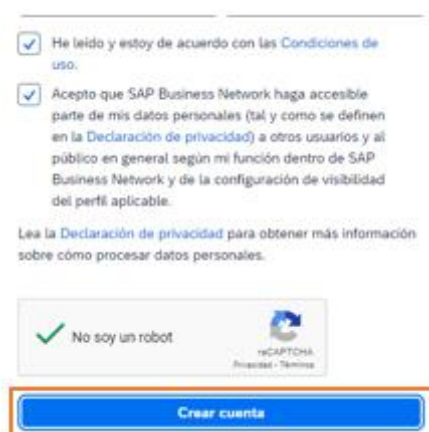 He leído y estoy de acuerdo con las Condiciones de
uso.
Acepto que SAP Business Network haga accesible
parte de mis datos personales (tal y como se definen
en la Declaración de privacidad) a otros usuarios y al
público en general según mi función dentro de SAP
Business Network y de la configuración de visibilidad
del perfil aplicable.
Lea la Declaración de privacidad para obtener más información
sobre cómo procesar datos personales.
No soy un robot
reCAPTCHA
Privacidad - Términos
Crear cuenta